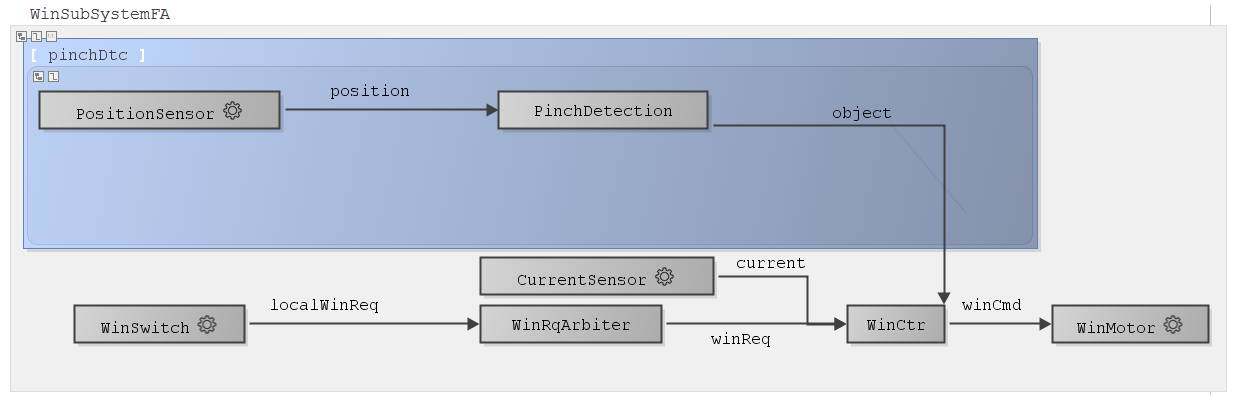 WinSubSystemFA
[ pinchDtc ]
position
PositionSensor
PinchDetection
object
current
CurrentSensor
localWinReq
winCmd
WinSwitch
WinRqArbiter
WinCtr
WinMotor
winReq